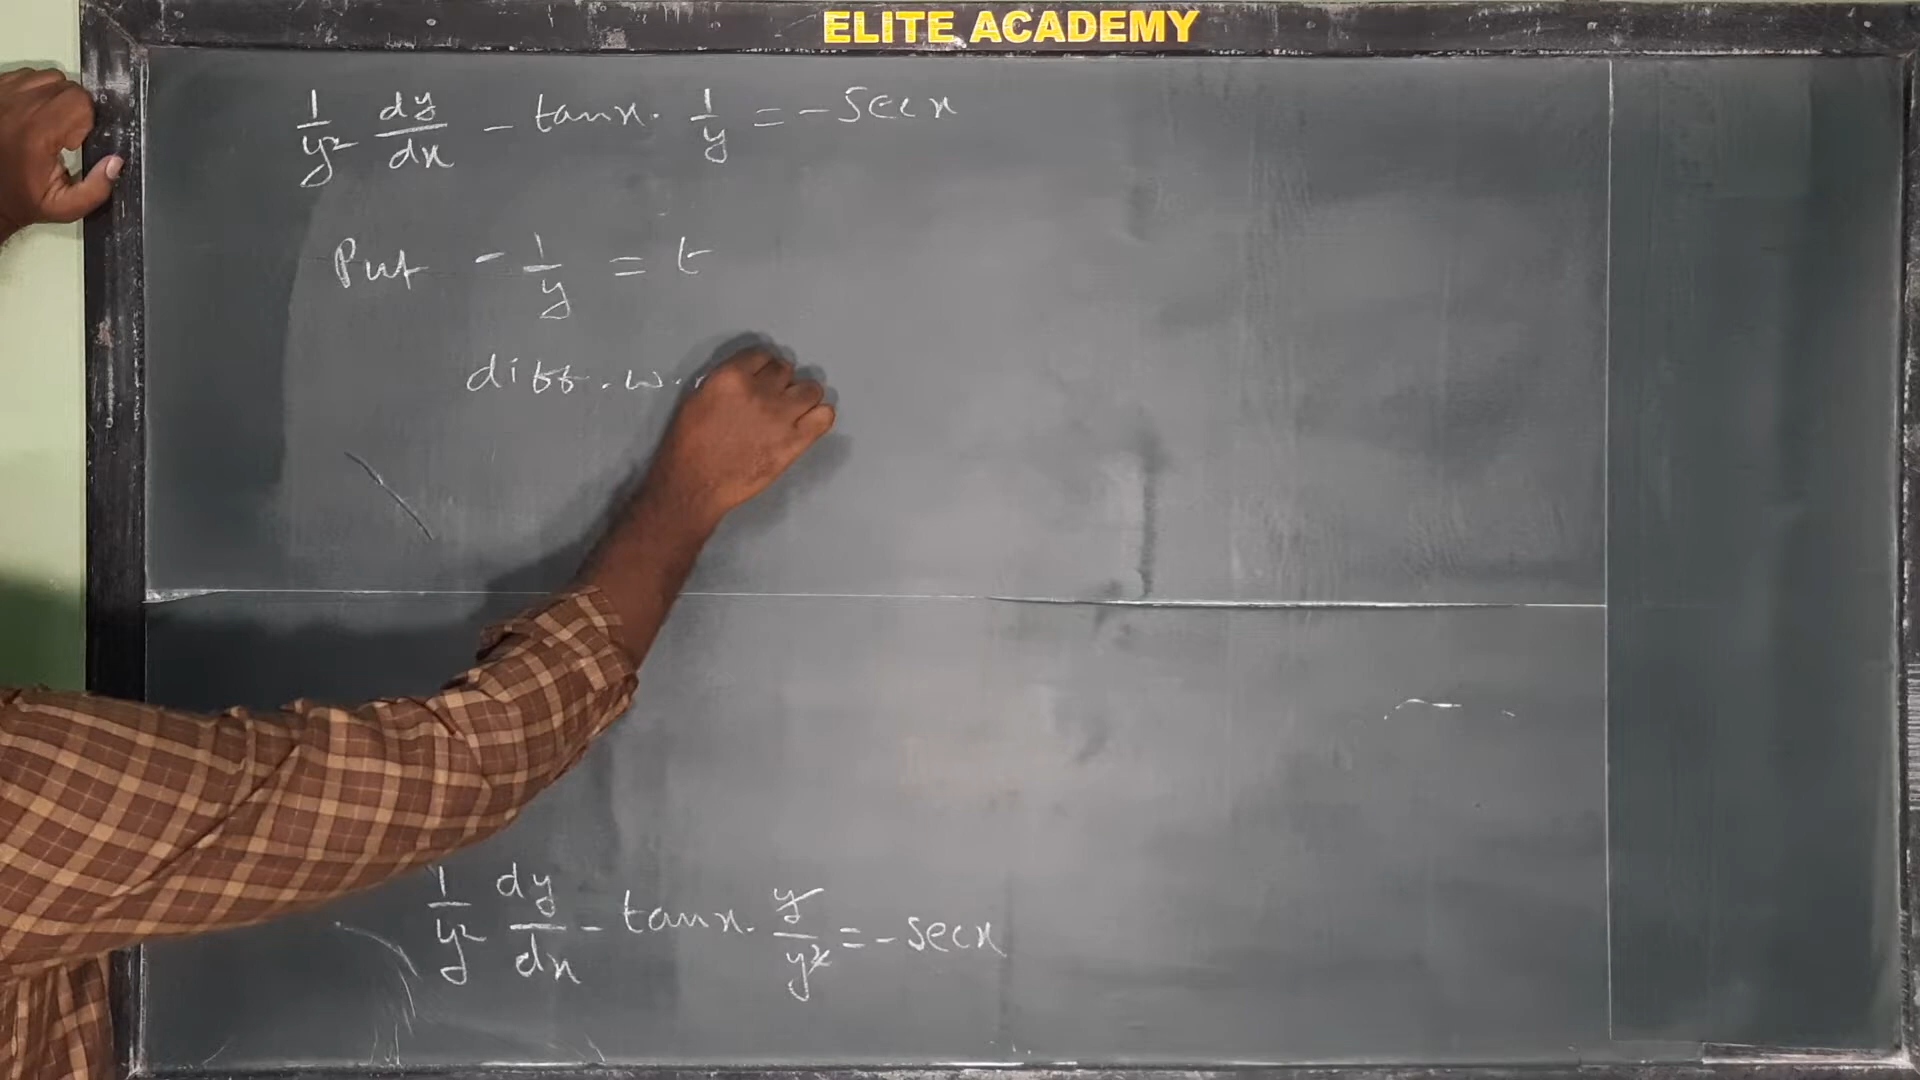 ELITE ACADEMY
1/y² dy/dx - tanx. 1/y = - Secx
Put - 1/y = t
diff. w.r
1/y² dy/dx - tanx. y/y² = - secx